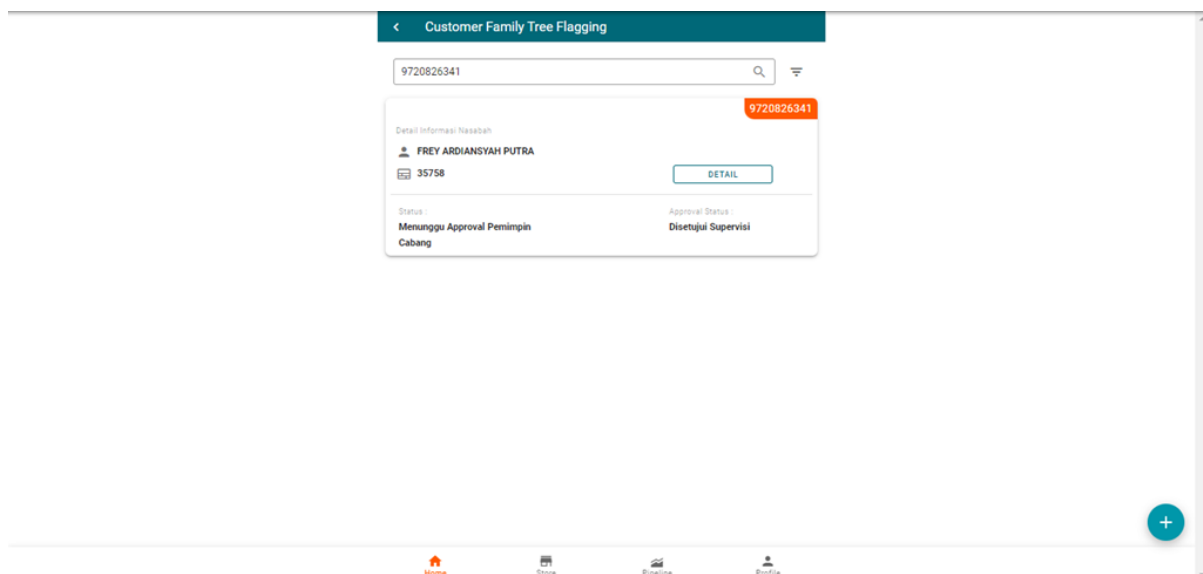 Customer Family Tree Flagging
9720826341
9720826341
Detail Informasi Nasabah
FREY ARDIANSYAH PUTRA
35758
DETAIL
Status :
Menunggu Approval Pemimpin
Cabang
Approval Status :
Disetujui Supervisi
Home
Store
Pipeline
Profile